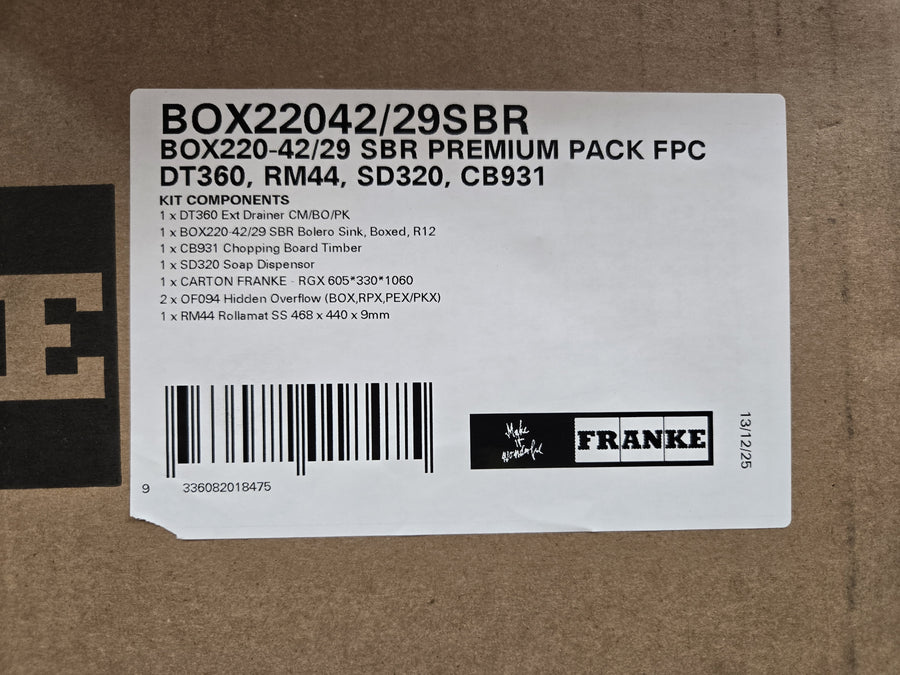 BOX22042/29SBR
BOX220-42/29 SBR PREMIUM PACK FPC
DT360, RM44, SD320, CB931
KIT COMPONENTS
1 x DT360 Ext Drainer CM/BO/PK
1 x BOX220-42/29 SBR Bolero Sink, Boxed, R12
1 x CB931 Chopping Board Timber
1 x SD320 Soap Dispensor
1 x CARTON FRANKE - RGX 605*330*1060
2 x OF094 Hidden Overflow (BOX,RPX,PEX/PKX)
1 x RM44 Rollamat SS 468 x 440 x 9mm
9 336082018475
Make
it
wonderful
FRANKE
13/12/25
E